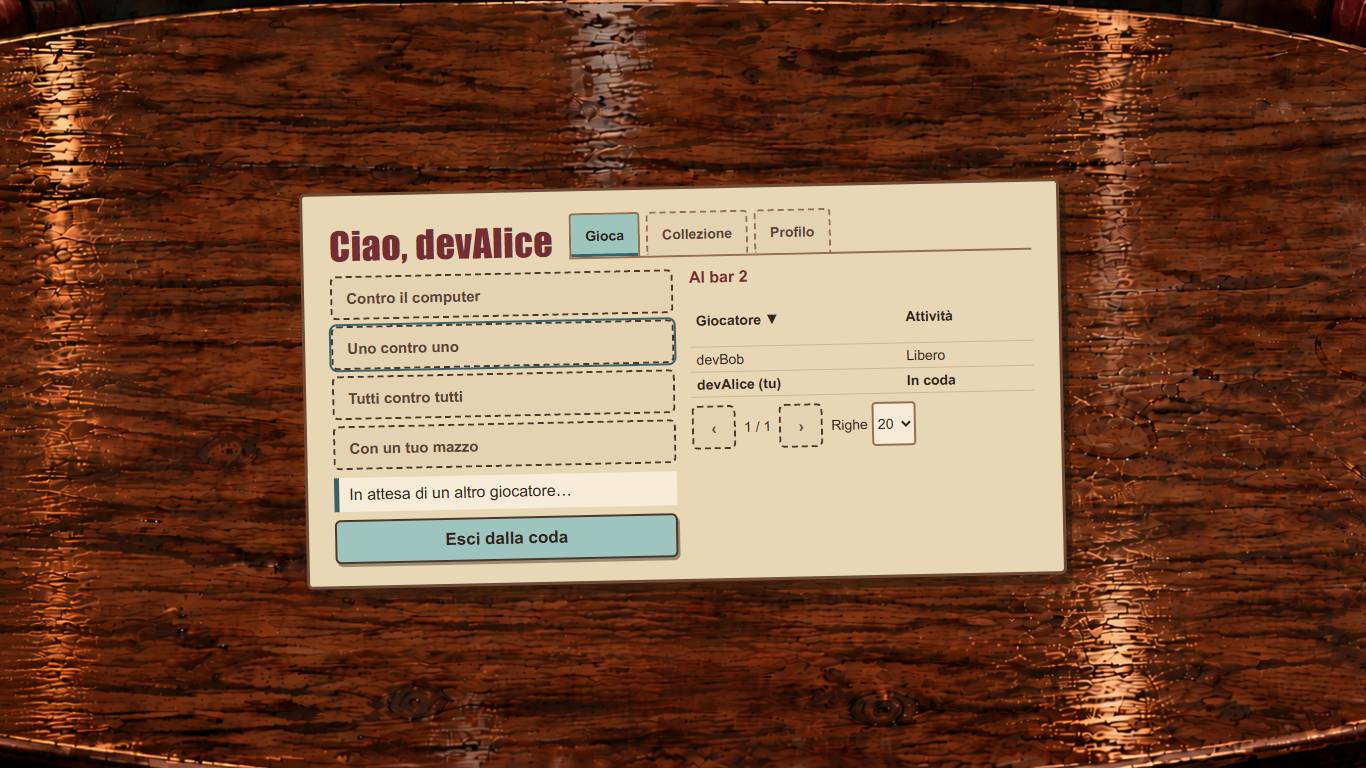 Ciao, devAlice
Gioca
Collezione
Profilo
Contro il computer
Uno contro uno
Tutti contro tutti
Con un tuo mazzo
In attesa di un altro giocatore…
Esci dalla coda
Al bar 2
Giocatore ▼ Attività
devBob Libero
devAlice (tu) In coda
‹ 1 / 1 › Righe 20